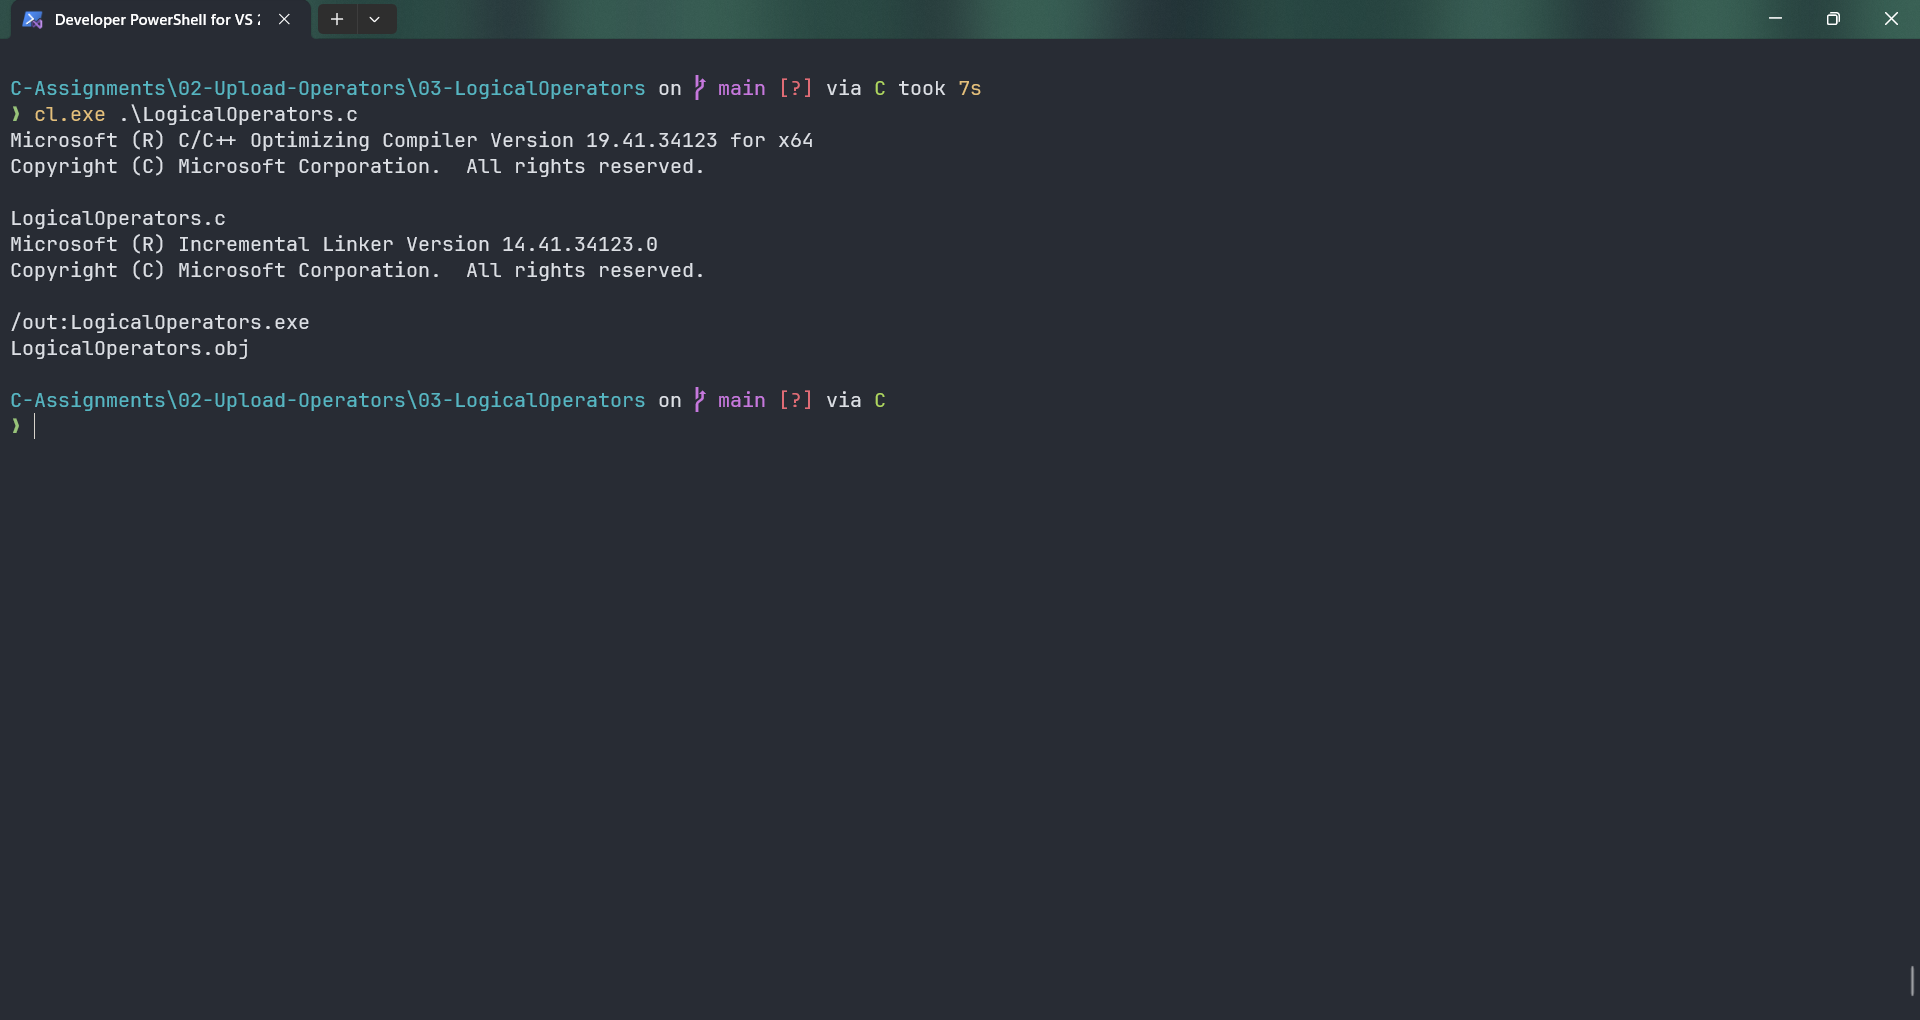 Developer PowerShell for VS 2
C-Assignments\02-Upload-Operators\03-LogicalOperators on main [?] via C took 7s
❯ cl.exe .\LogicalOperators.c
Microsoft (R) C/C++ Optimizing Compiler Version 19.41.34123 for x64
Copyright (C) Microsoft Corporation.  All rights reserved.
LogicalOperators.c
Microsoft (R) Incremental Linker Version 14.41.34123.0
Copyright (C) Microsoft Corporation.  All rights reserved.
/out:LogicalOperators.exe
LogicalOperators.obj
C-Assignments\02-Upload-Operators\03-LogicalOperators on main [?] via C
❯